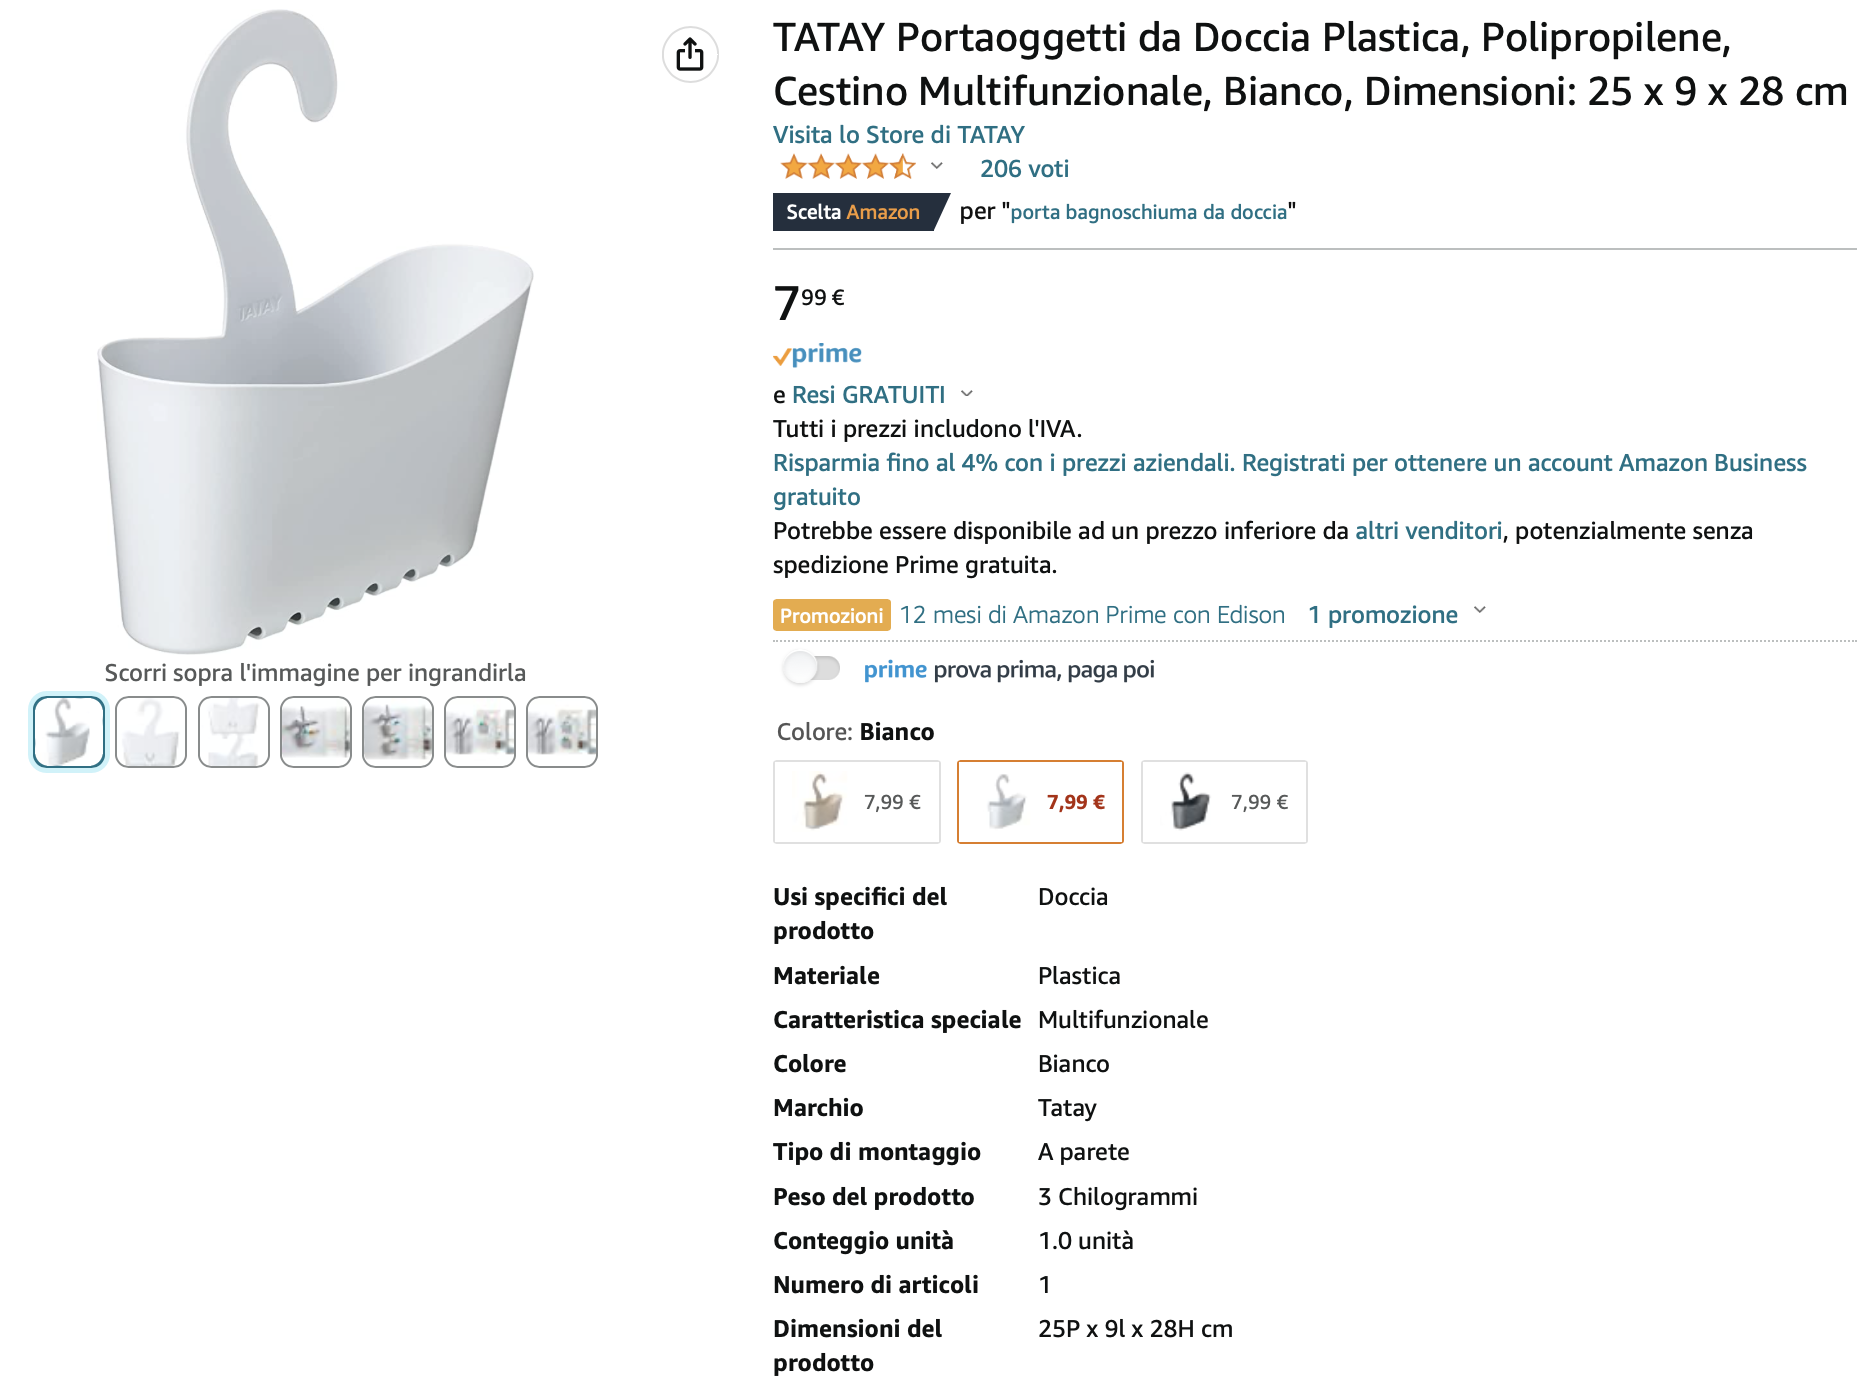 TATAY
Scorri sopra l'immagine per ingrandirla
TATAY Portaoggetti da Doccia Plastica, Polipropilene,
Cestino Multifunzionale, Bianco, Dimensioni: 25 x 9 x 28 cm
Visita lo Store di TATAY
206 voti
Scelta Amazon per "porta bagnoschiuma da doccia"
799 €
prime
e Resi GRATUITI
Tutti i prezzi includono l'IVA.
Risparmia fino al 4% con i prezzi aziendali. Registrati per ottenere un account Amazon Business
gratuito
Potrebbe essere disponibile ad un prezzo inferiore da altri venditori, potenzialmente senza
spedizione Prime gratuita.
Promozioni 12 mesi di Amazon Prime con Edison 1 promozione
prime prova prima, paga poi
Colore: Bianco
7,99 € 7,99 € 7,99 €
Usi specifici del Doccia
prodotto
Materiale Plastica
Caratteristica speciale Multifunzionale
Colore Bianco
Marchio Tatay
Tipo di montaggio A parete
Peso del prodotto 3 Chilogrammi
Conteggio unità 1.0 unità
Numero di articoli 1
Dimensioni del 25P x 9l x 28H cm
prodotto